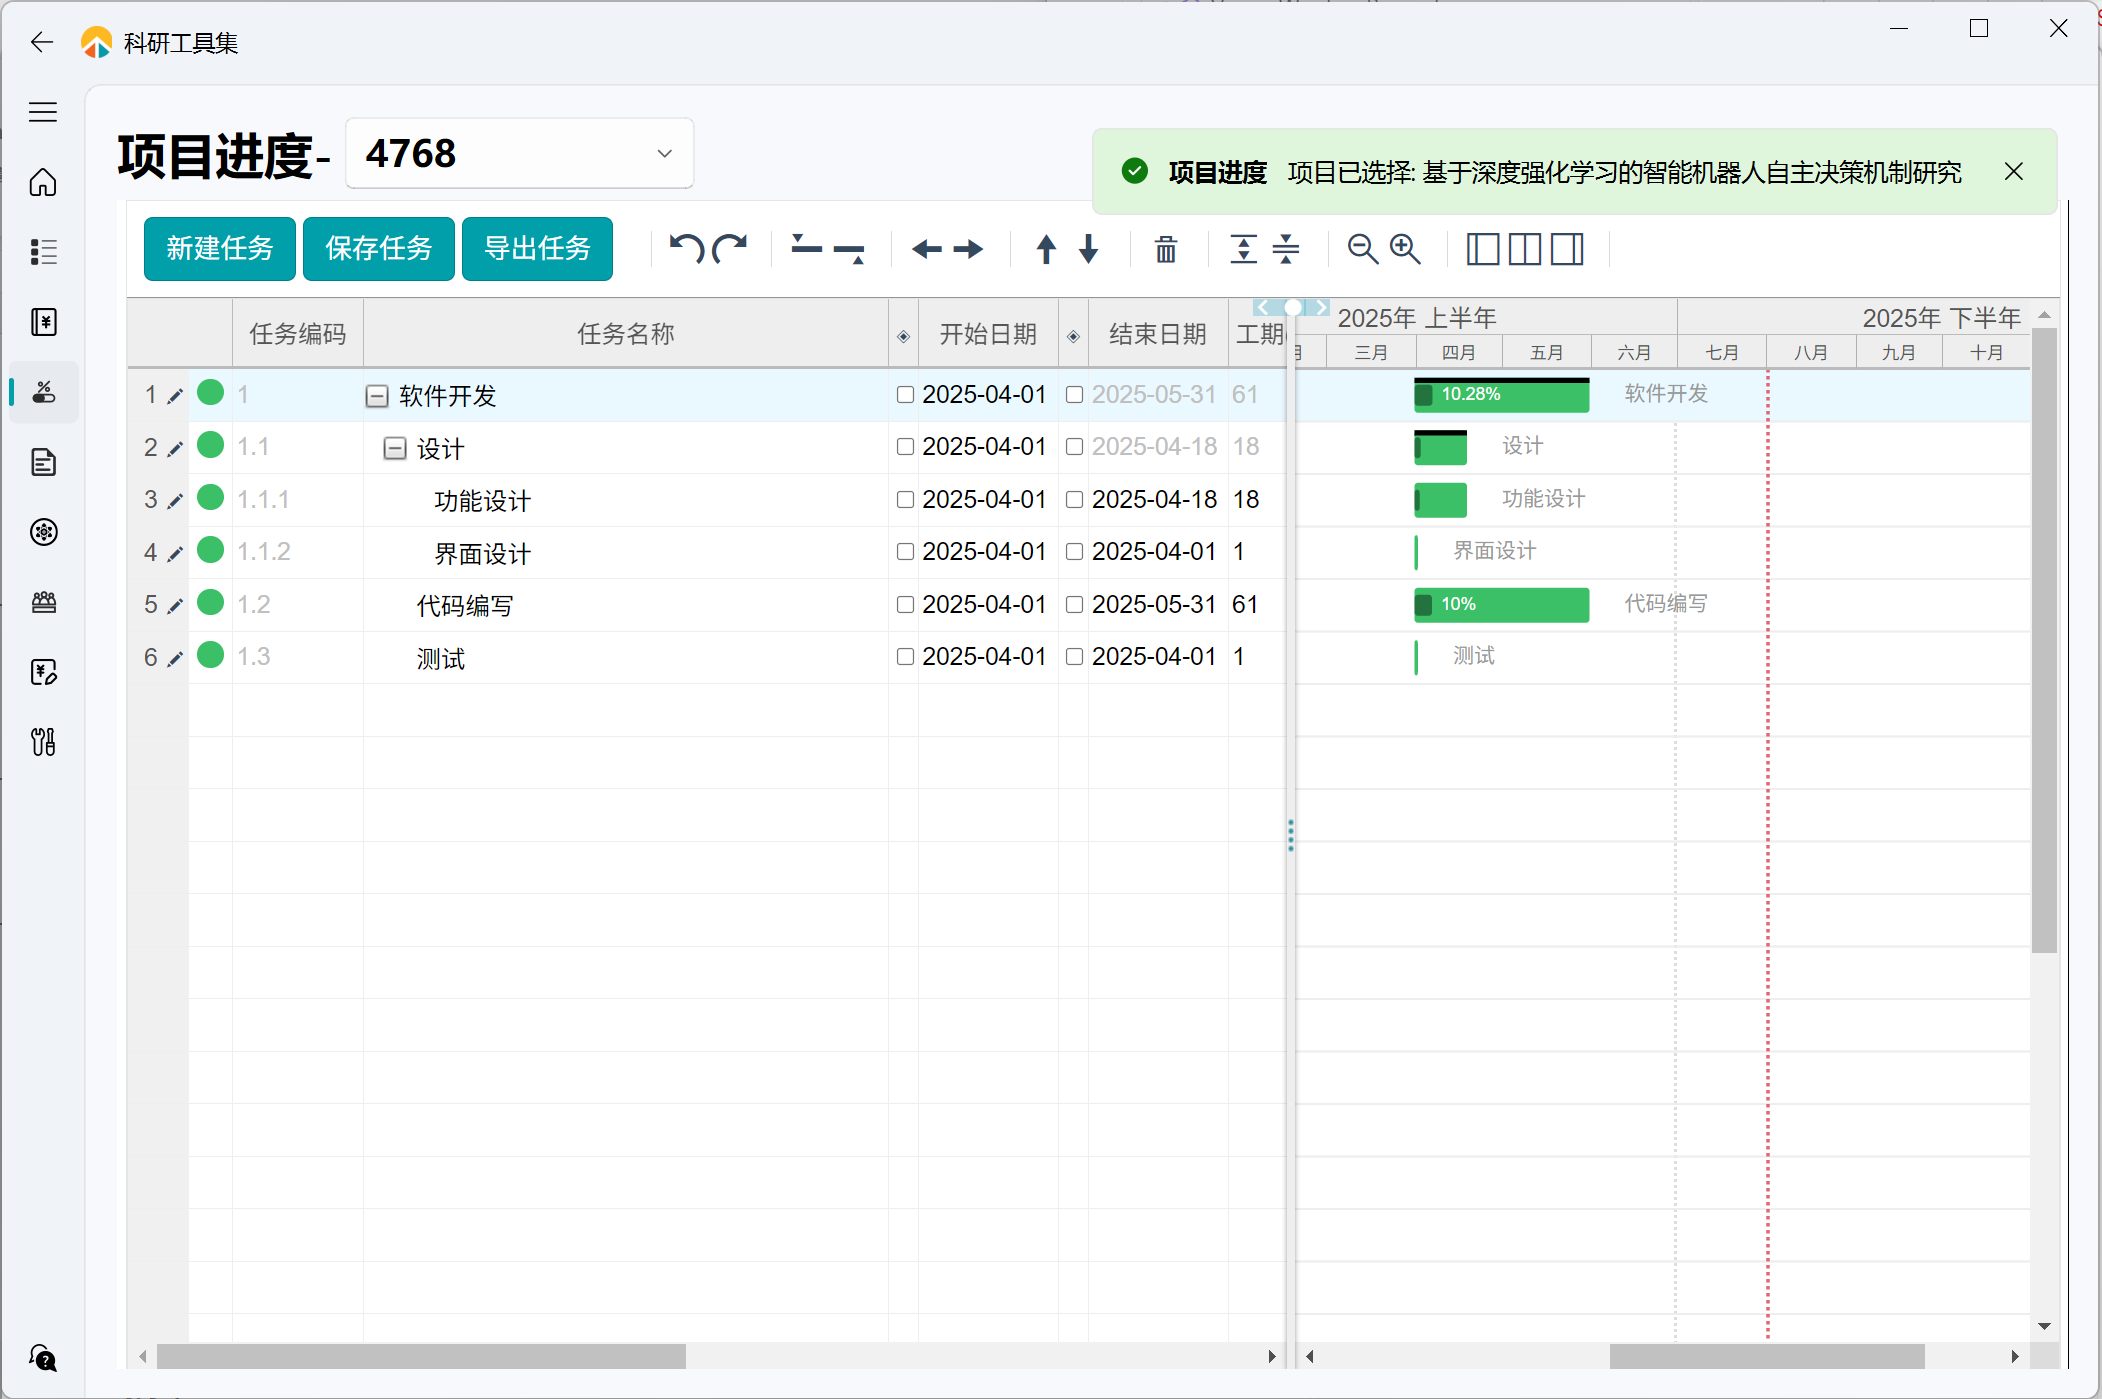 科研工具集
项目进度- 4768
项目进度 项目已选择: 基于深度强化学习的智能机器人自主决策机制研究
新建任务 保存任务 导出任务
任务编码 任务名称 开始日期 结束日期 工期
2025年 上半年 2025年 下半年
三月 四月 五月 六月 七月 八月 九月 十月
1 1 软件开发 2025-04-01 2025-05-31 61 10.28% 软件开发
2 1.1 设计 2025-04-01 2025-04-18 18 设计
3 1.1.1 功能设计 2025-04-01 2025-04-18 18 功能设计
4 1.1.2 界面设计 2025-04-01 2025-04-01 1 界面设计
5 1.2 代码编写 2025-04-01 2025-05-31 61 10% 代码编写
6 1.3 测试 2025-04-01 2025-04-01 1 测试